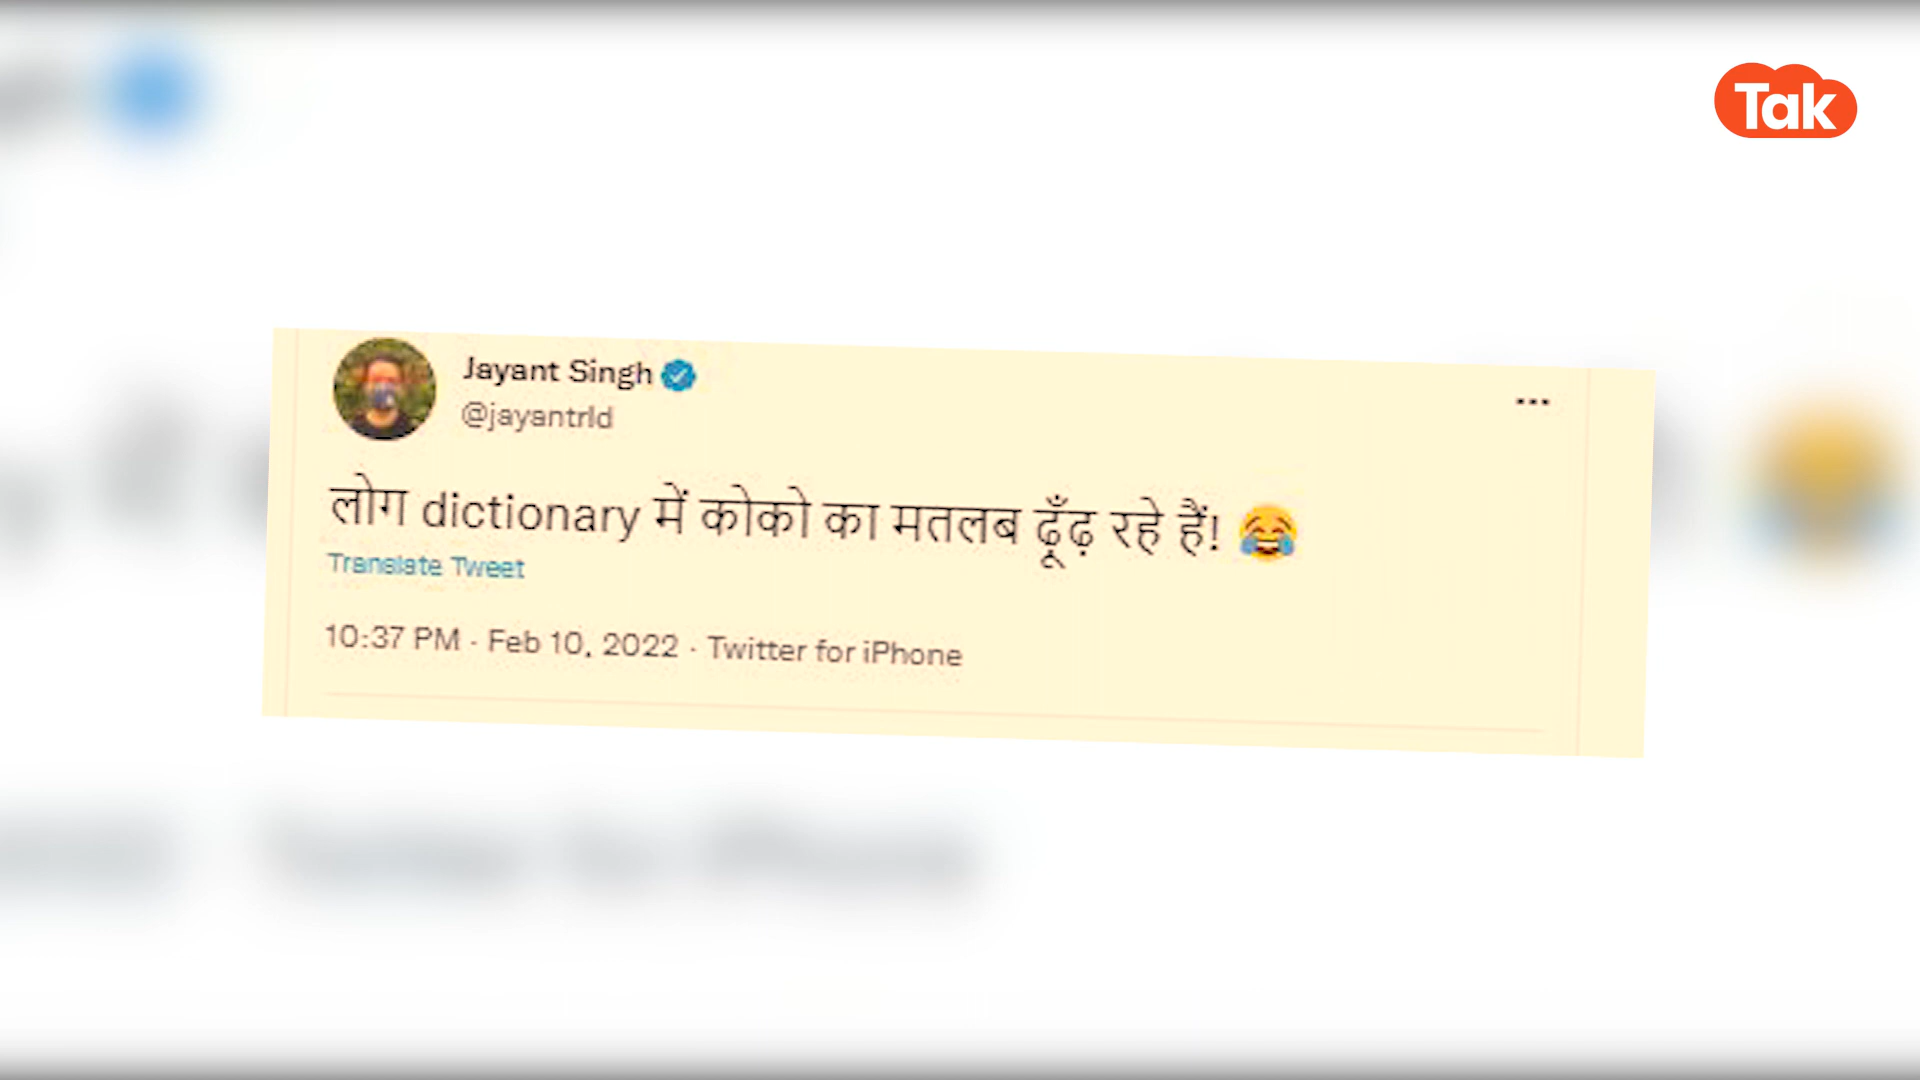 Tak
Jayant Singh
@jayantrld
लोग dictionary में कोको का मतलब ढूँढ़ रहे हैं! 😂
Translate Tweet
10:37 PM · Feb 10, 2022 · Twitter for iPhone